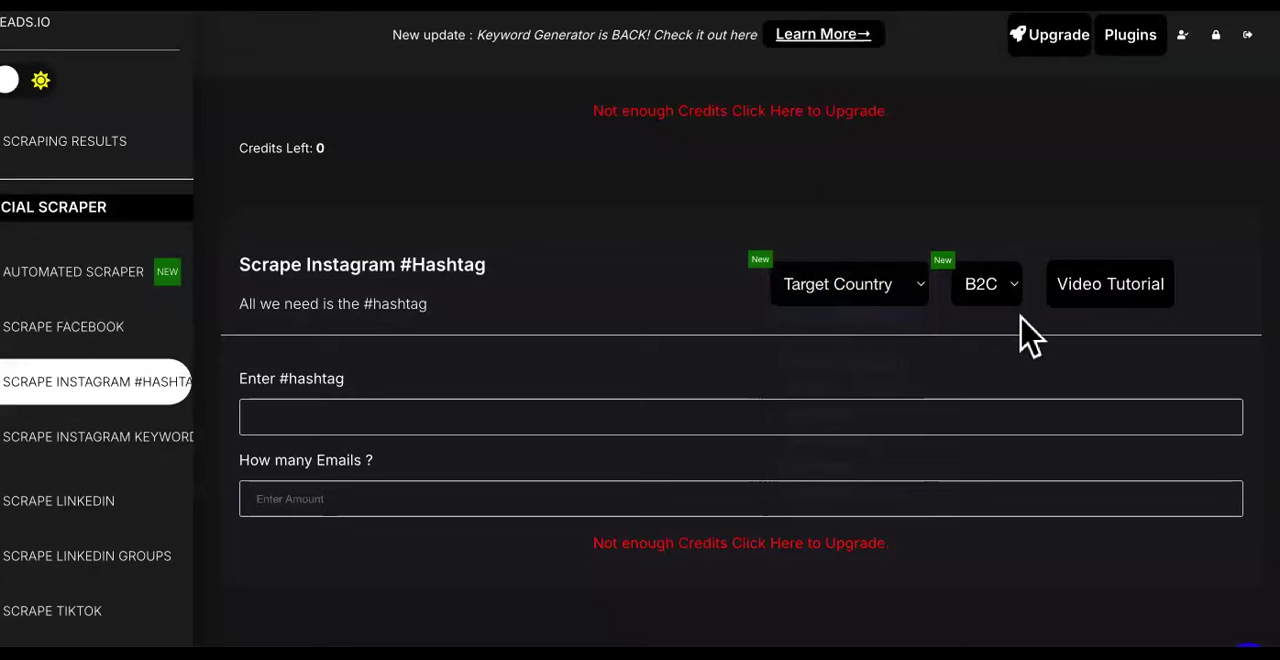 EADS.IO
New update : Keyword Generator is BACK! Check it out here Learn More→ Upgrade Plugins
Not enough Credits Click Here to Upgrade.
SCRAPING RESULTS
Credits Left: 0
CIAL SCRAPER
Scrape Instagram #Hashtag
All we need is the #hashtag
New
Target Country
New
B2C
Video Tutorial
AUTOMATED SCRAPER NEW
SCRAPE FACEBOOK
SCRAPE INSTAGRAM #HASHTA
SCRAPE INSTAGRAM KEYWORD
SCRAPE LINKEDIN
SCRAPE LINKEDIN GROUPS
SCRAPE TIKTOK
Enter #hashtag
How many Emails ?
Enter Amount
Not enough Credits Click Here to Upgrade.